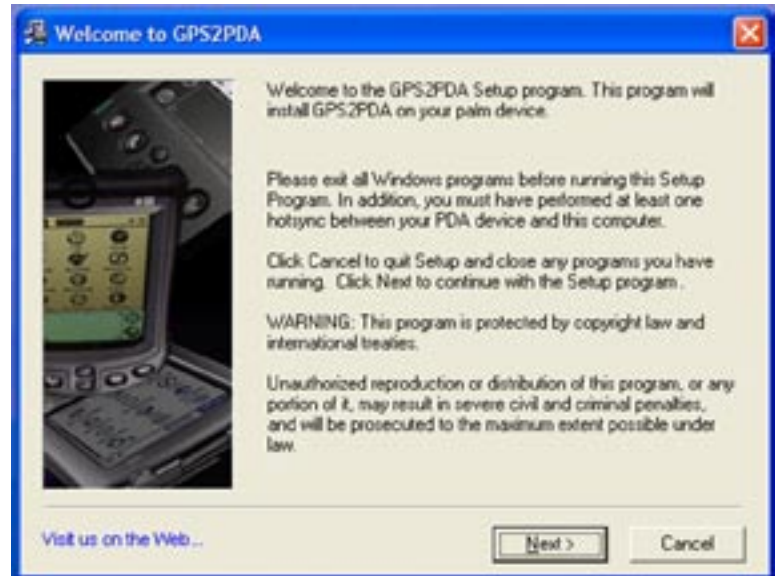 Welcome to GPS2PDA
Welcome to the GPS2PDA Setup program. This program will
install GPS2PDA on your palm device.
Please exit all Windows programs before running this Setup
Program. In addition, you must have performed at least one
hotsync between your PDA device and this computer.
Click Cancel to quit Setup and close any programs you have
running. Click Next to continue with the Setup program.
WARNING: This program is protected by copyright law and
international treaties.
Unauthorized reproduction or distribution of this program, or any
portion of it, may result in severe civil and criminal penalties,
and will be prosecuted to the maximum extent possible under
law.
Visit us on the Web...
Next >
Cancel